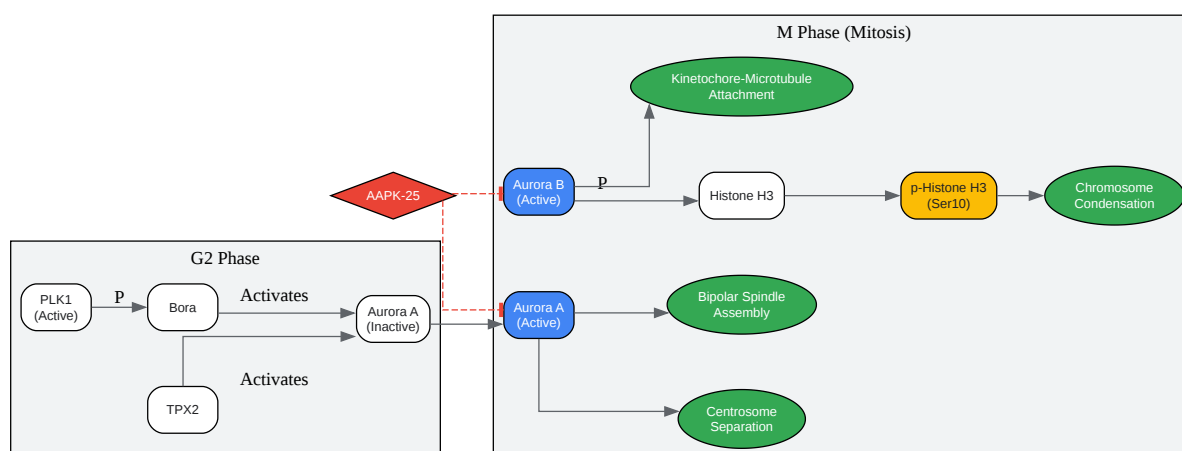 M Phase (Mitosis)
Kinetochore-Microtubule
Attachment
AAPK-25
Aurora B
(Active)
P
Histone H3
p-Histone H3
(Ser10)
Chromosome
Condensation
G2 Phase
PLK1
(Active)
P
Bora
Activates
Aurora A
(Inactive)
Aurora A
(Active)
Bipolar Spindle
Assembly
Activates
TPX2
Centrosome
Separation